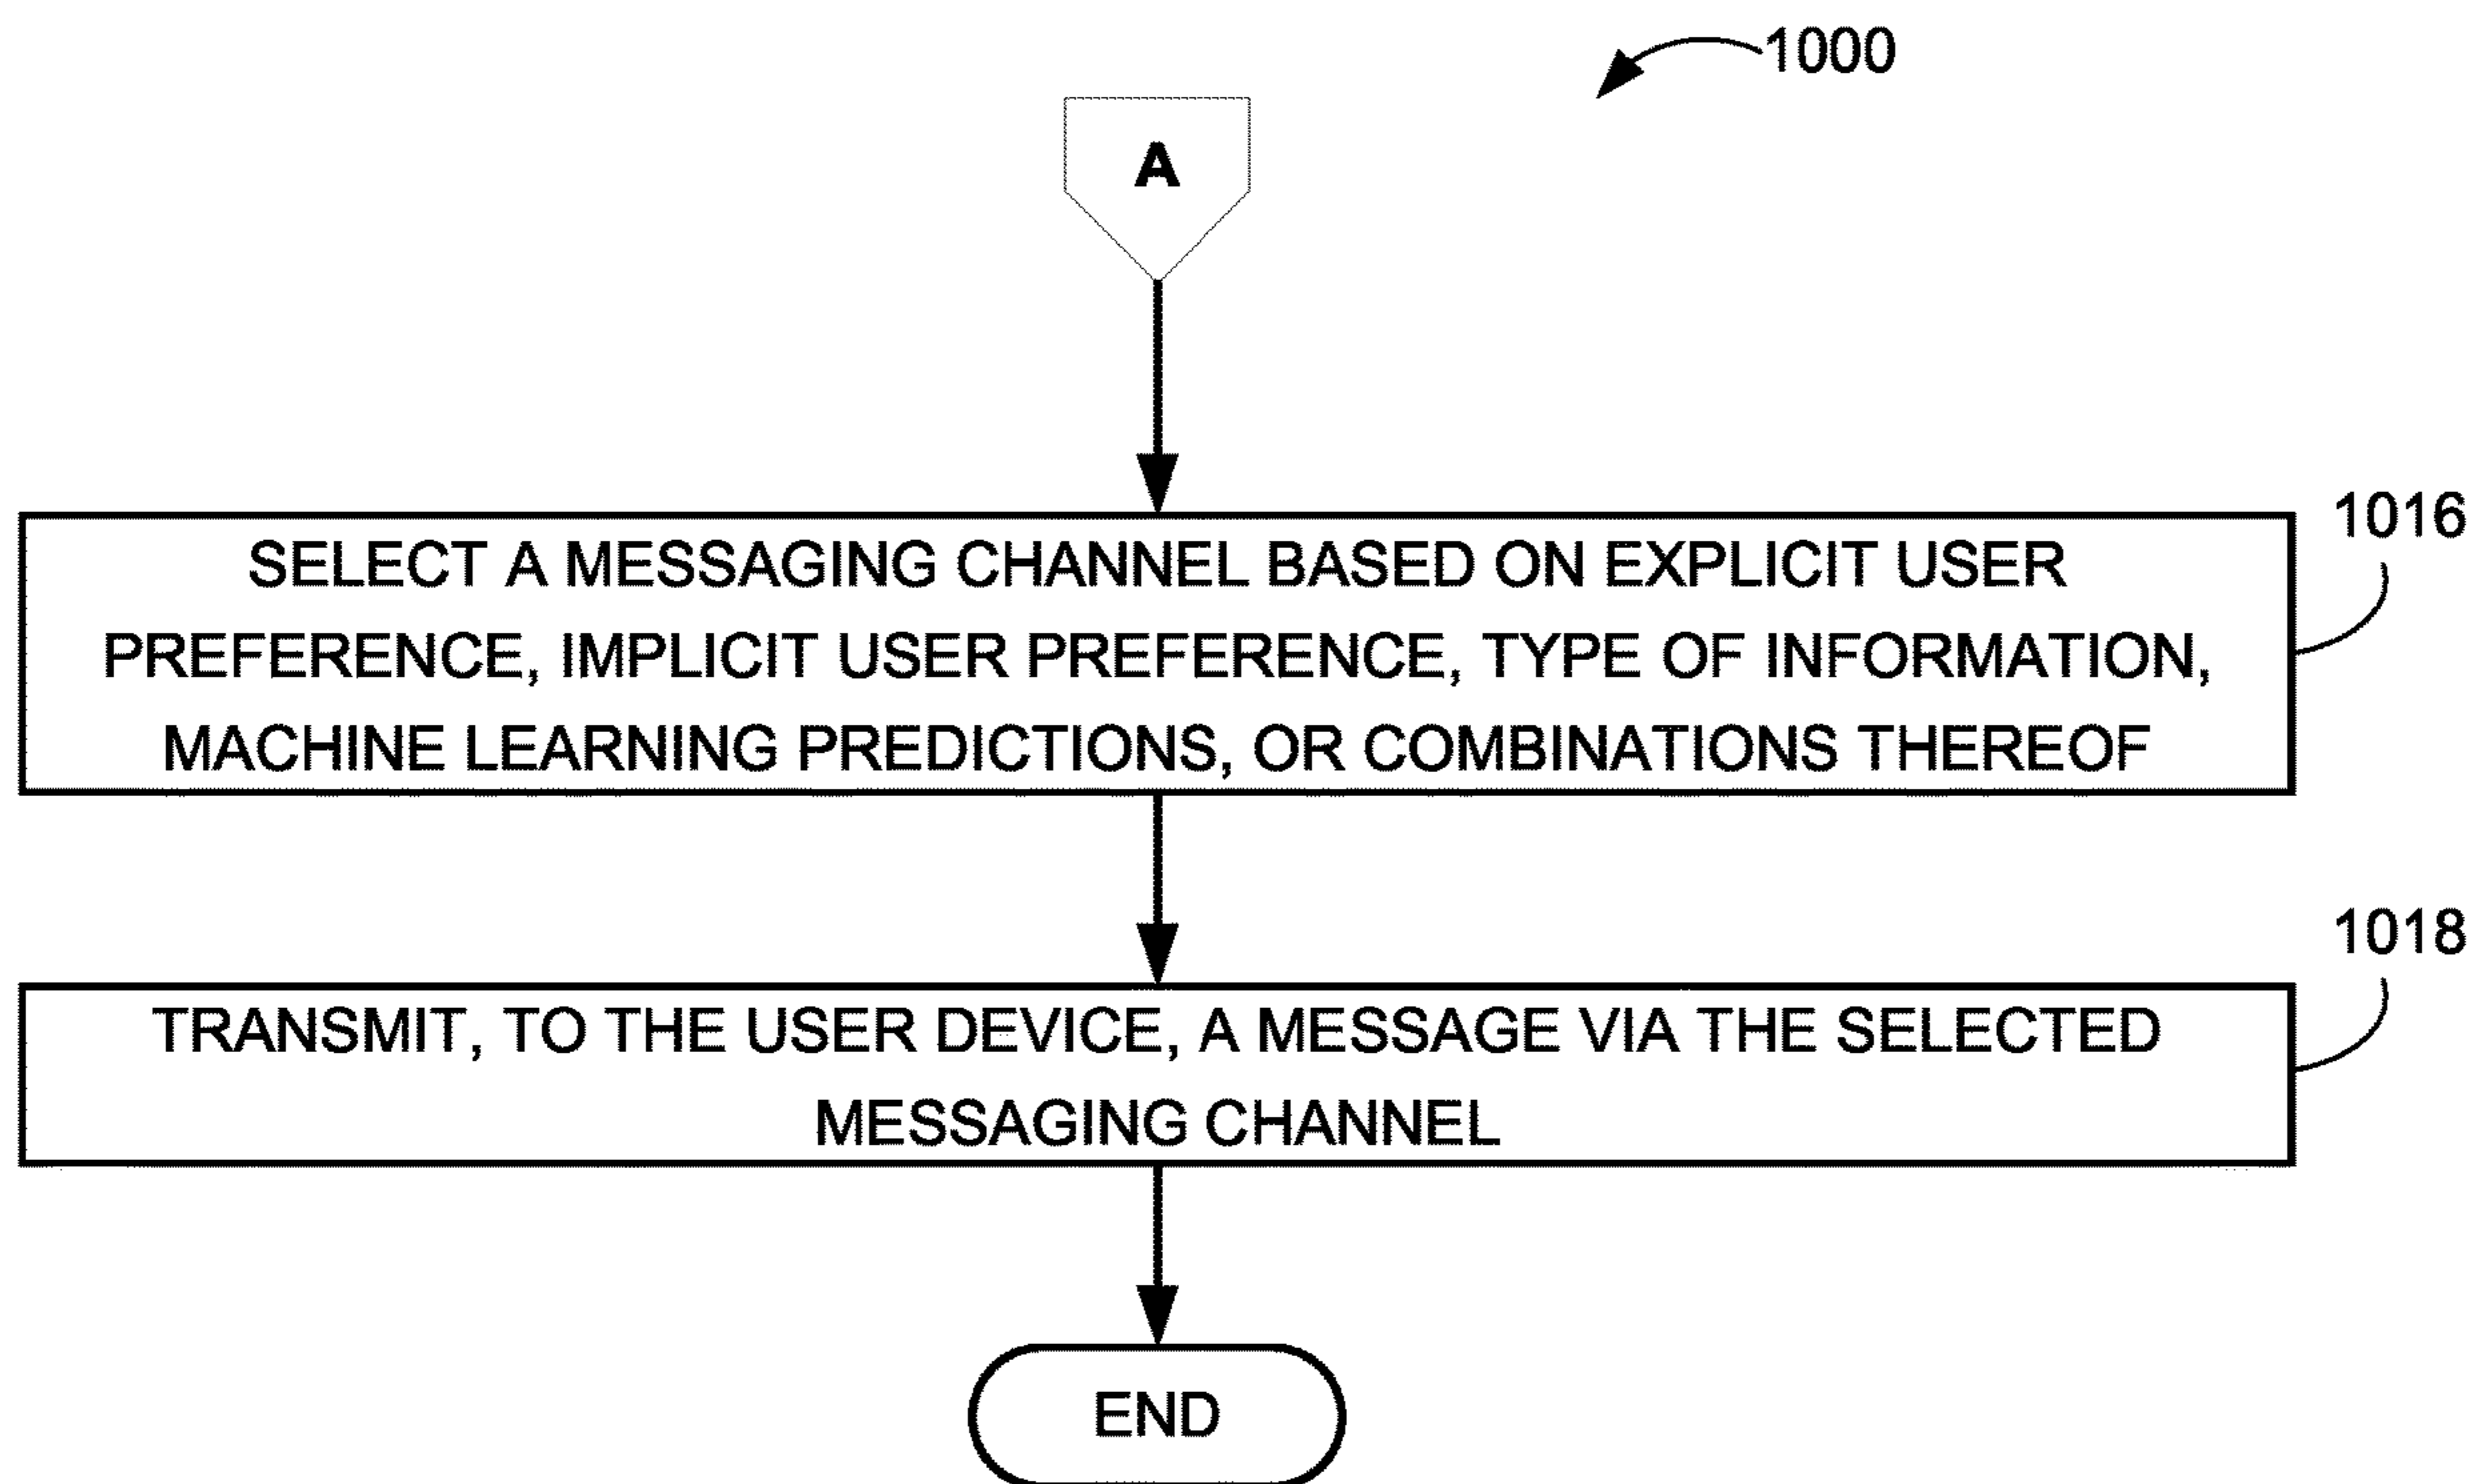 1000
A
1016
SELECT A MESSAGING CHANNEL BASED ON EXPLICIT USER
PREFERENCE, IMPLICIT USER PREFERENCE, TYPE OF INFORMATION,
MACHINE LEARNING PREDICTIONS, OR COMBINATIONS THEREOF
1018
TRANSMIT, TO THE USER DEVICE, A MESSAGE VIA THE SELECTED
MESSAGING CHANNEL
END